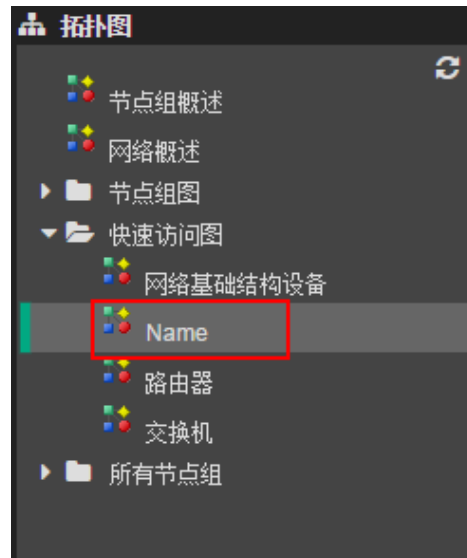 拓扑图
节点组概述
网络概述
节点组图
快速访问图
网络基础结构设备
Name
路由器
交换机
所有节点组